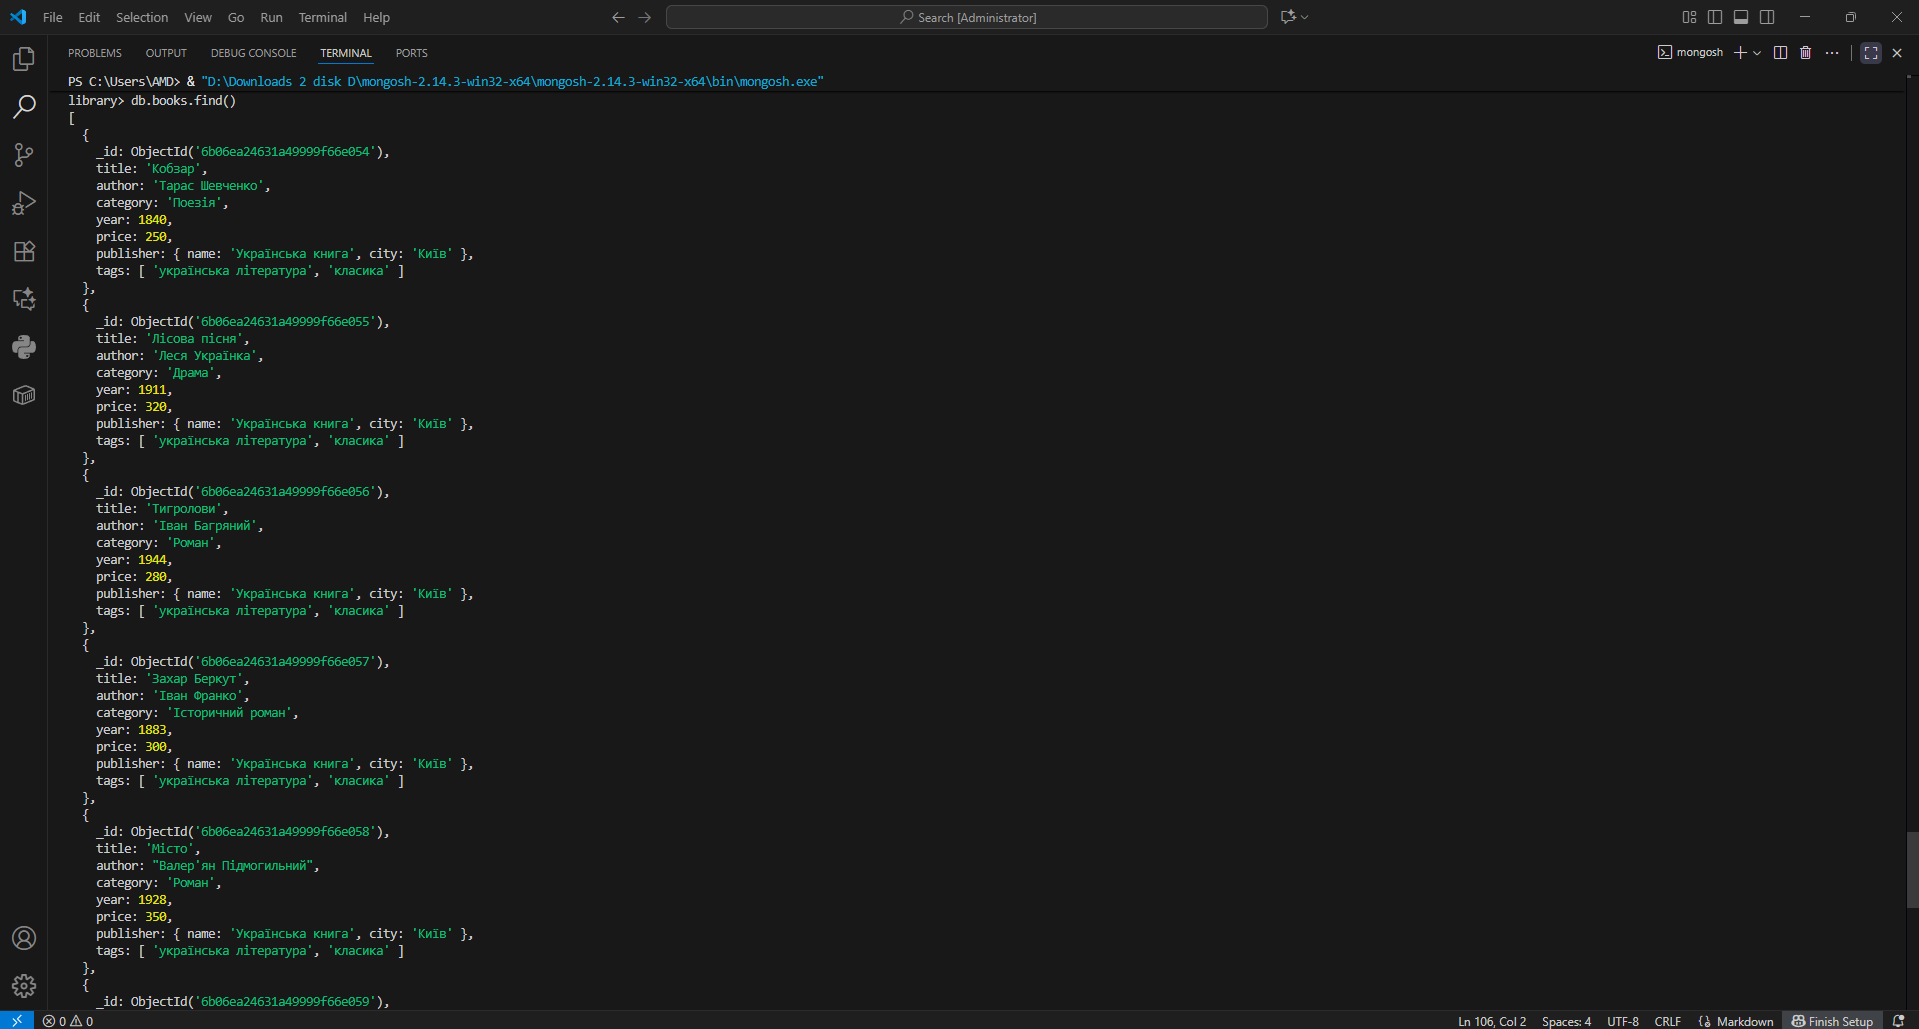 File Edit Selection View Go Run Terminal Help
Search [Administrator]
PROBLEMS OUTPUT DEBUG CONSOLE TERMINAL PORTS
mongosh
PS C:\Users\AMD> & "D:\Downloads 2 disk D\mongosh-2.14.3-win32-x64\mongosh-2.14.3-win32-x64\bin\mongosh.exe"
library> db.books.find()
[
{
_id: ObjectId('6b06ea24631a49999f66e054'),
title: 'Кобзар',
author: 'Тарас Шевченко',
category: 'Поезія',
year: 1840,
price: 250,
publisher: { name: 'Українська книга', city: 'Київ' },
tags: [ 'українська література', 'класика' ]
},
{
_id: ObjectId('6b06ea24631a49999f66e055'),
title: 'Лісова пісня',
author: 'Леся Українка',
category: 'Драма',
year: 1911,
price: 320,
publisher: { name: 'Українська книга', city: 'Київ' },
tags: [ 'українська література', 'класика' ]
},
{
_id: ObjectId('6b06ea24631a49999f66e056'),
title: 'Тигролови',
author: 'Іван Багряний',
category: 'Роман',
year: 1944,
price: 280,
publisher: { name: 'Українська книга', city: 'Київ' },
tags: [ 'українська література', 'класика' ]
},
{
_id: ObjectId('6b06ea24631a49999f66e057'),
title: 'Захар Беркут',
author: 'Іван Франко',
category: 'Історичний роман',
year: 1883,
price: 300,
publisher: { name: 'Українська книга', city: 'Київ' },
tags: [ 'українська література', 'класика' ]
},
{
_id: ObjectId('6b06ea24631a49999f66e058'),
title: 'Місто',
author: "Валер'ян Підмогильний",
category: 'Роман',
year: 1928,
price: 350,
publisher: { name: 'Українська книга', city: 'Київ' },
tags: [ 'українська література', 'класика' ]
},
{
_id: ObjectId('6b06ea24631a49999f66e059'),
0 0 Ln 106, Col 2 Spaces: 4 UTF-8 CRLF {} Markdown Finish Setup